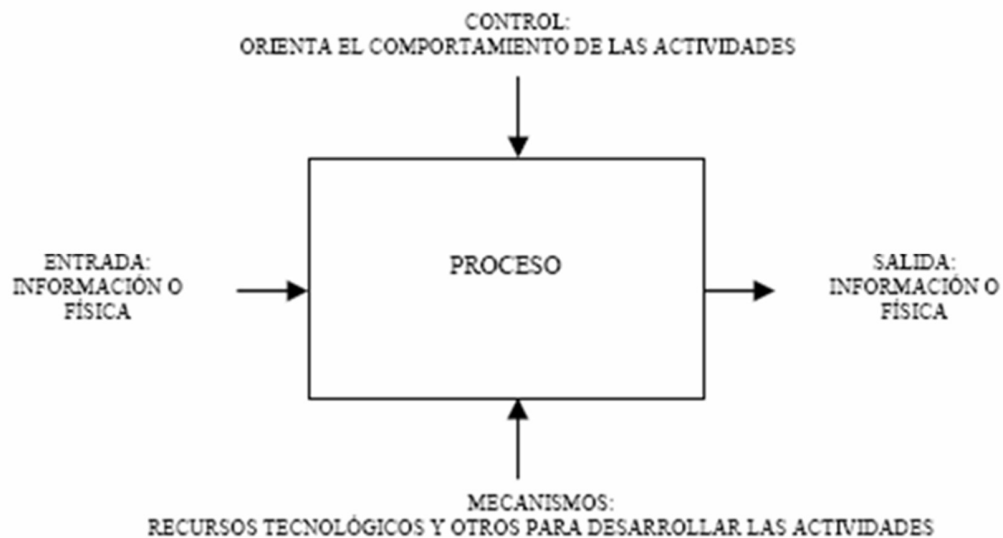 CONTROL:
ORIENTA EL COMPORTAMIENTO DE LAS ACTIVIDADES
PROCESO
ENTRADA:
INFORMACIÓN O
FÍSICA
SALIDA:
INFORMACIÓN O
FÍSICA
MECANISMOS:
RECURSOS TECNOLÓGICOS Y OTROS PARA DESARROLLAR LAS ACTIVIDADES